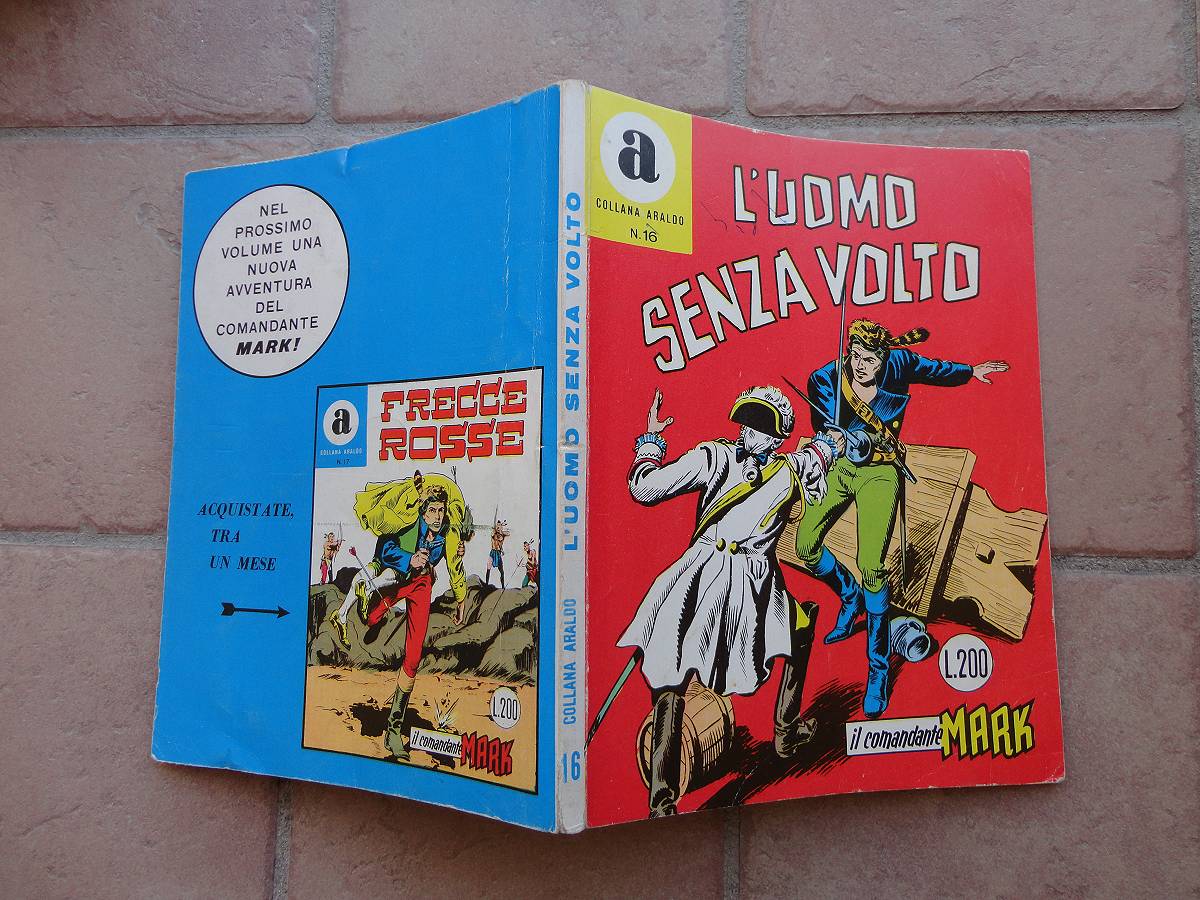 NEL
PROSSIMO
VOLUME UNA
NUOVA
AVVENTURA
DEL
COMANDANTE
MARK!
ACQUISTATE,
TRA
UN MESE
a
COLLANA ARALDO
N. 17
FRECCE
ROSSE
L.200
il comandante MARK
L'UOMO SENZA VOLTO
COLLANA ARALDO
16
a
COLLANA ARALDO
N. 16
L'UOMO
SENZA VOLTO
L.200
il comandante MARK